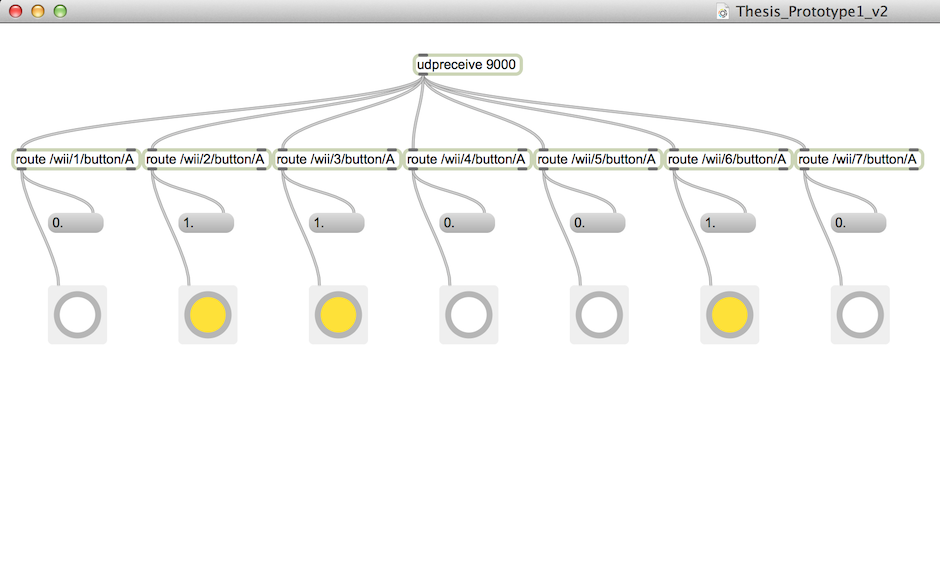 Thesis_Prototype1_v2
udpreceive 9000
route /wii/1/button/A
route /wii/2/button/A
route /wii/3/button/A
route /wii/4/button/A
route /wii/5/button/A
route /wii/6/button/A
route /wii/7/button/A
0.
1.
1.
0.
0.
1.
0.